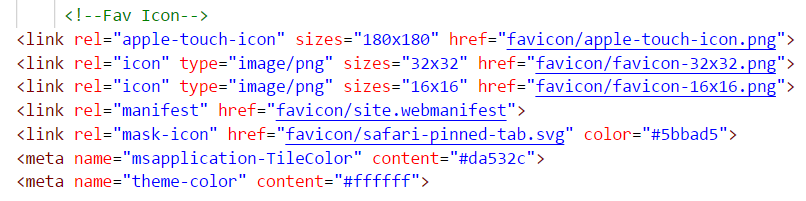 <!--Fav Icon-->
<link rel="apple-touch-icon" sizes="180x180" href="favicon/apple-touch-icon.png">
<link rel="icon" type="image/png" sizes="32x32" href="favicon/favicon-32x32.png">
<link rel="icon" type="image/png" sizes="16x16" href="favicon/favicon-16x16.png">
<link rel="manifest" href="favicon/site.webmanifest">
<link rel="mask-icon" href="favicon/safari-pinned-tab.svg" color="#5bbad5">
<meta name="msapplication-TileColor" content="#da532c">
<meta name="theme-color" content="#ffffff">